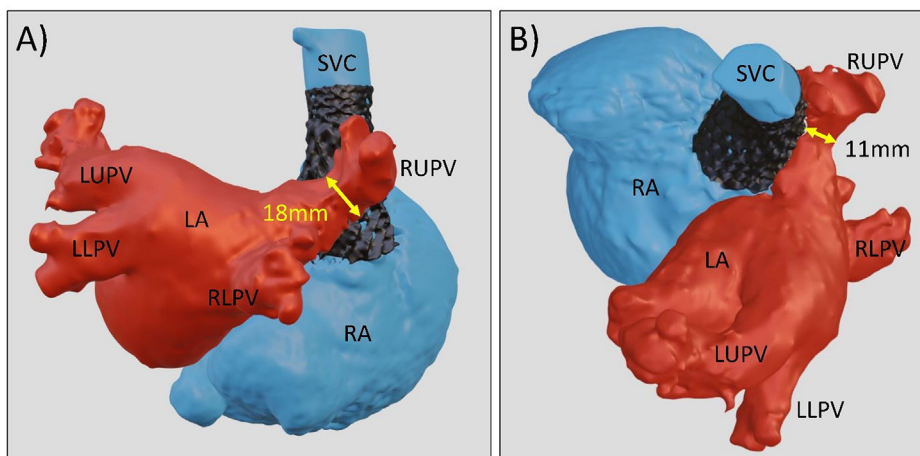 A)
SVC
RUPV
LUPV
LA
18mm
LLPV
RLPV
RA
B)
RUPV
SVC
11mm
RA
LA
RLPV
LUPV
LLPV